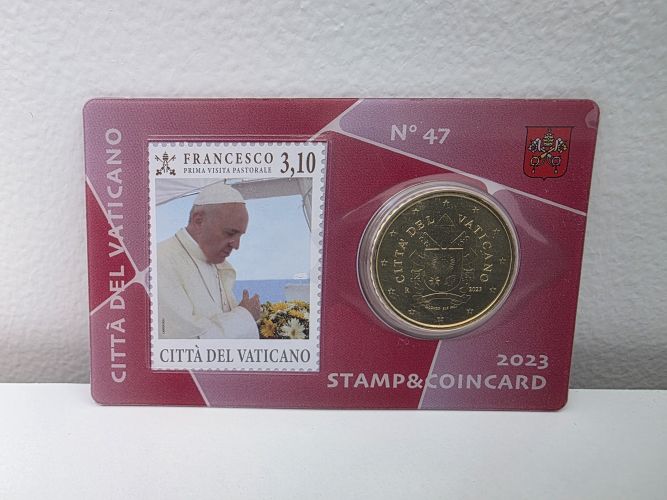 CITTÀ DEL VATICANO
FRANCESCO 3,10
PRIMA VISITA PASTORALE
CITTÀ DEL VATICANO
N° 47
CITTA' DEL VATICANO
R 2023
2023
STAMP&COINCARD